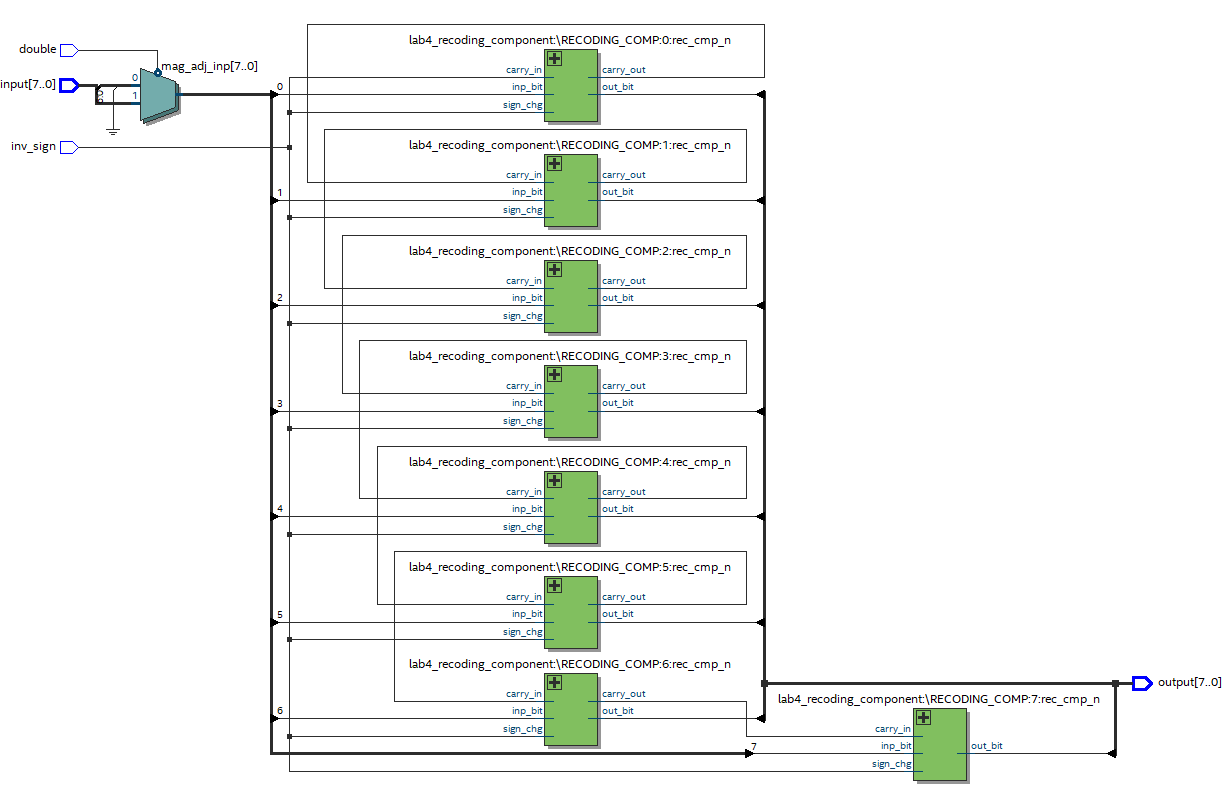 double
mag_adj_inp[7..0]
0
input[7..0]
1
6:0
inv_sign
lab4_recoding_component:\RECODING_COMP:0:rec_cmp_n
carry_in
carry_out
0
inp_bit
out_bit
sign_chg
lab4_recoding_component:\RECODING_COMP:1:rec_cmp_n
carry_in
carry_out
1
inp_bit
out_bit
sign_chg
lab4_recoding_component:\RECODING_COMP:2:rec_cmp_n
carry_in
carry_out
2
inp_bit
out_bit
sign_chg
lab4_recoding_component:\RECODING_COMP:3:rec_cmp_n
carry_in
carry_out
3
inp_bit
out_bit
sign_chg
lab4_recoding_component:\RECODING_COMP:4:rec_cmp_n
carry_in
carry_out
4
inp_bit
out_bit
sign_chg
lab4_recoding_component:\RECODING_COMP:5:rec_cmp_n
carry_in
carry_out
5
inp_bit
out_bit
sign_chg
lab4_recoding_component:\RECODING_COMP:6:rec_cmp_n
carry_in
carry_out
6
inp_bit
out_bit
sign_chg
output[7..0]
lab4_recoding_component:\RECODING_COMP:7:rec_cmp_n
carry_in
7
inp_bit
out_bit
sign_chg